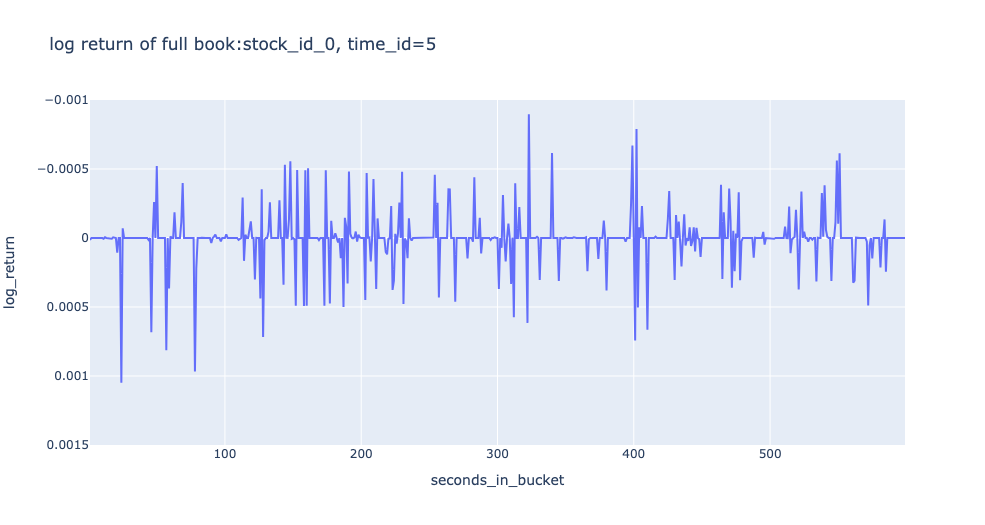 log return of full book:stock_id_0, time_id=5
−0.001
−0.0005
0
0.0005
0.001
0.0015
log_return
100 200 300 400 500
seconds_in_bucket